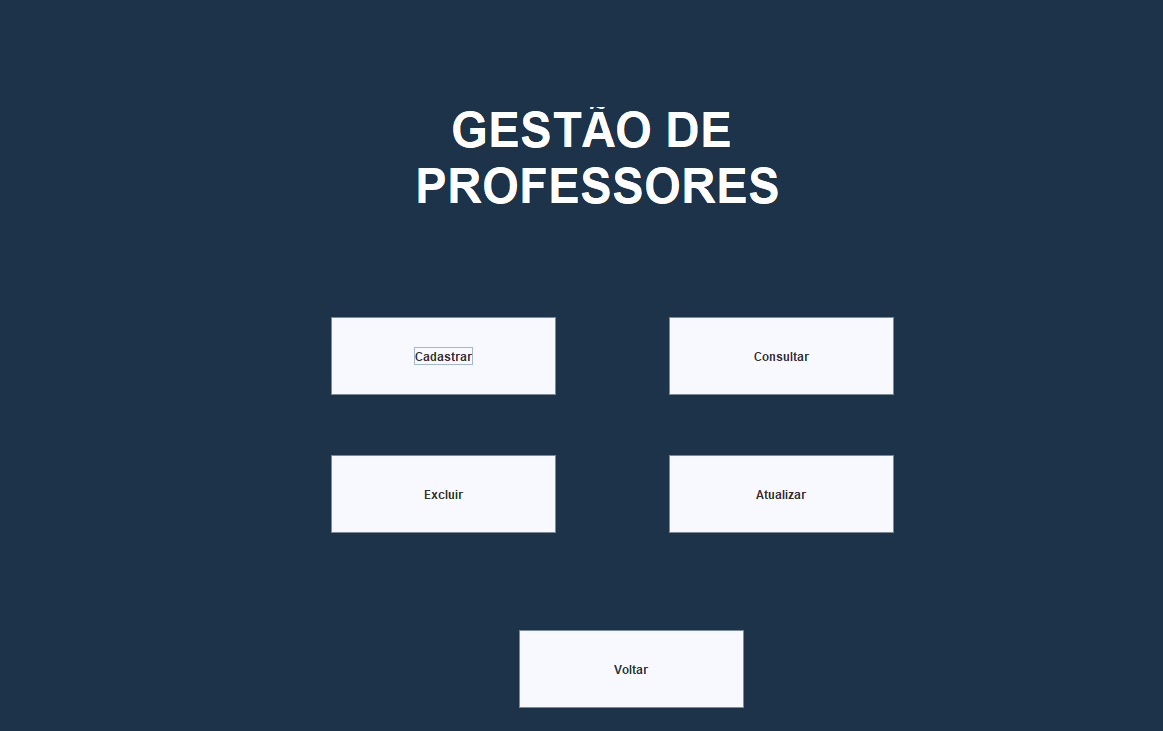 GESTÃO DE
PROFESSORES
Cadastrar
Consultar
Excluir
Atualizar
Voltar